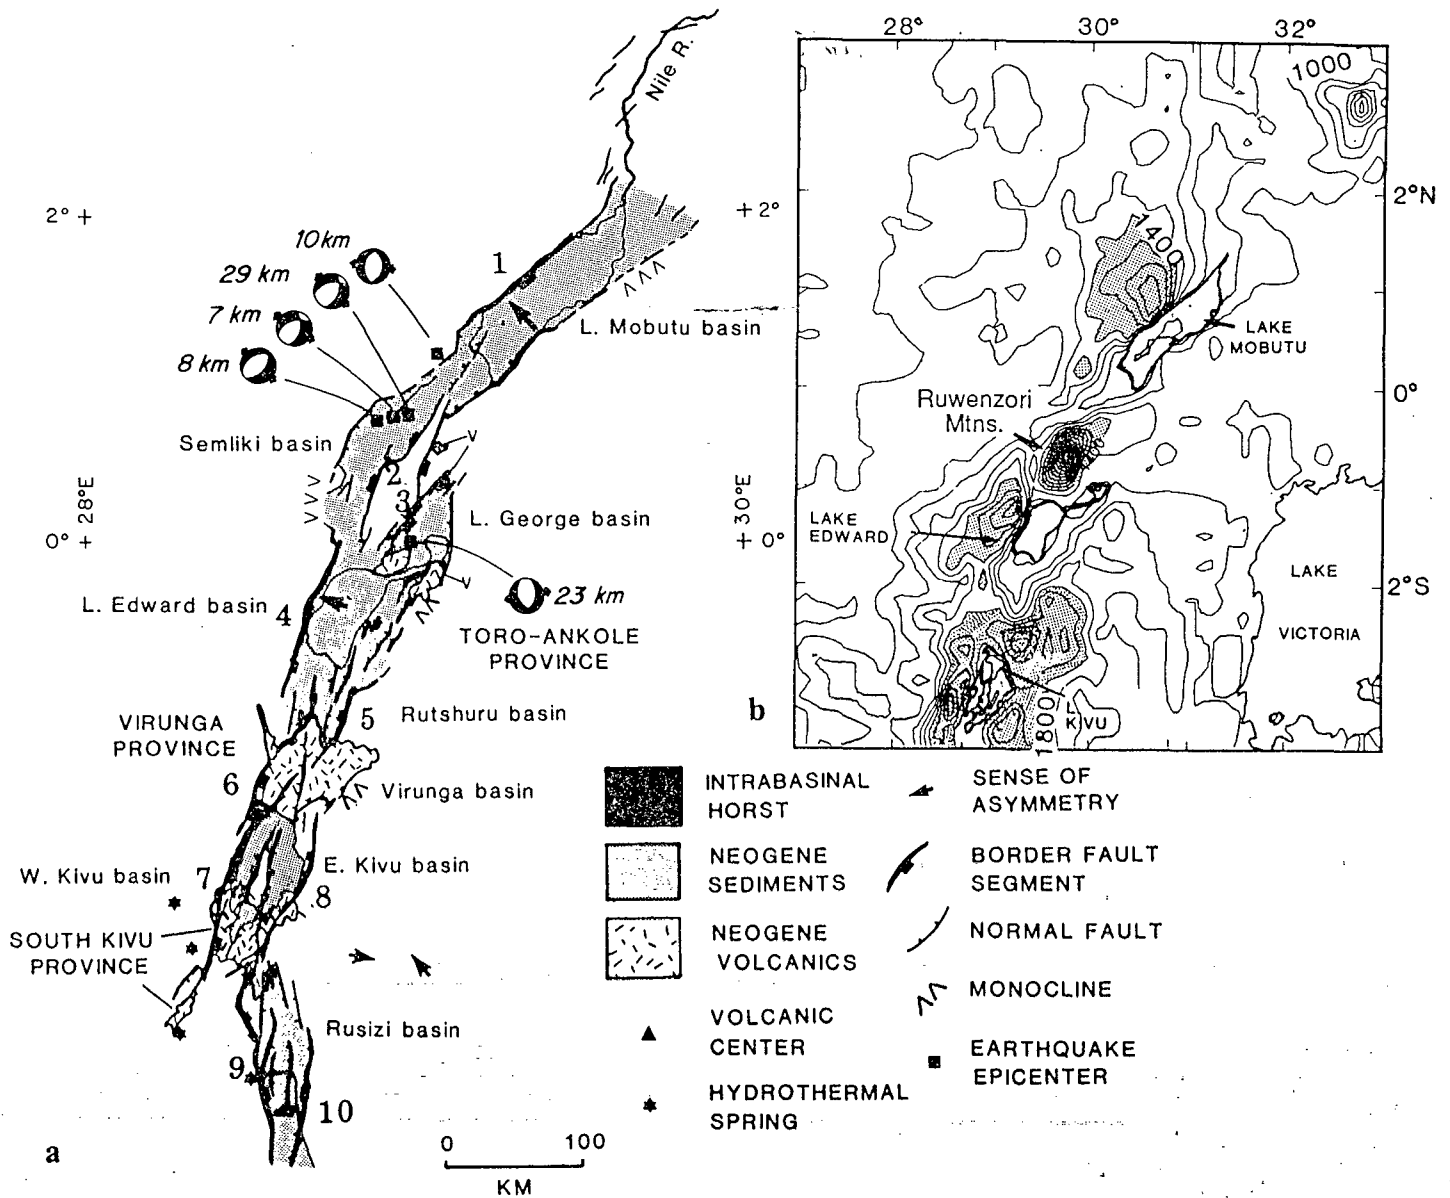 Nile R.
2° +
+ 2°
10 km
29 km
7 km
8 km
1
L. Mobutu basin
Semliki basin
v
2
3
28°E
0° +
30°E
+ 0°
L. George basin
v
23 km
L. Edward basin
4
TORO-ANKOLE
PROVINCE
5
Rutshuru basin
VIRUNGA
PROVINCE
6
Virunga basin
W. Kivu basin
7
E. Kivu basin
8
SOUTH KIVU
PROVINCE
Rusizi basin
9
10
a
0
100
KM
28°
30°
32°
1000
2°N
1400
LAKE
MOBUTU
0°
Ruwenzori
Mtns.
LAKE
EDWARD
LAKE
VICTORIA
2°S
L.
KIVU
1800
b
INTRABASINAL
HORST
NEOGENE
SEDIMENTS
NEOGENE
VOLCANICS
VOLCANIC
CENTER
HYDROTHERMAL
SPRING
SENSE OF
ASYMMETRY
BORDER FAULT
SEGMENT
NORMAL FAULT
MONOCLINE
EARTHQUAKE
EPICENTER